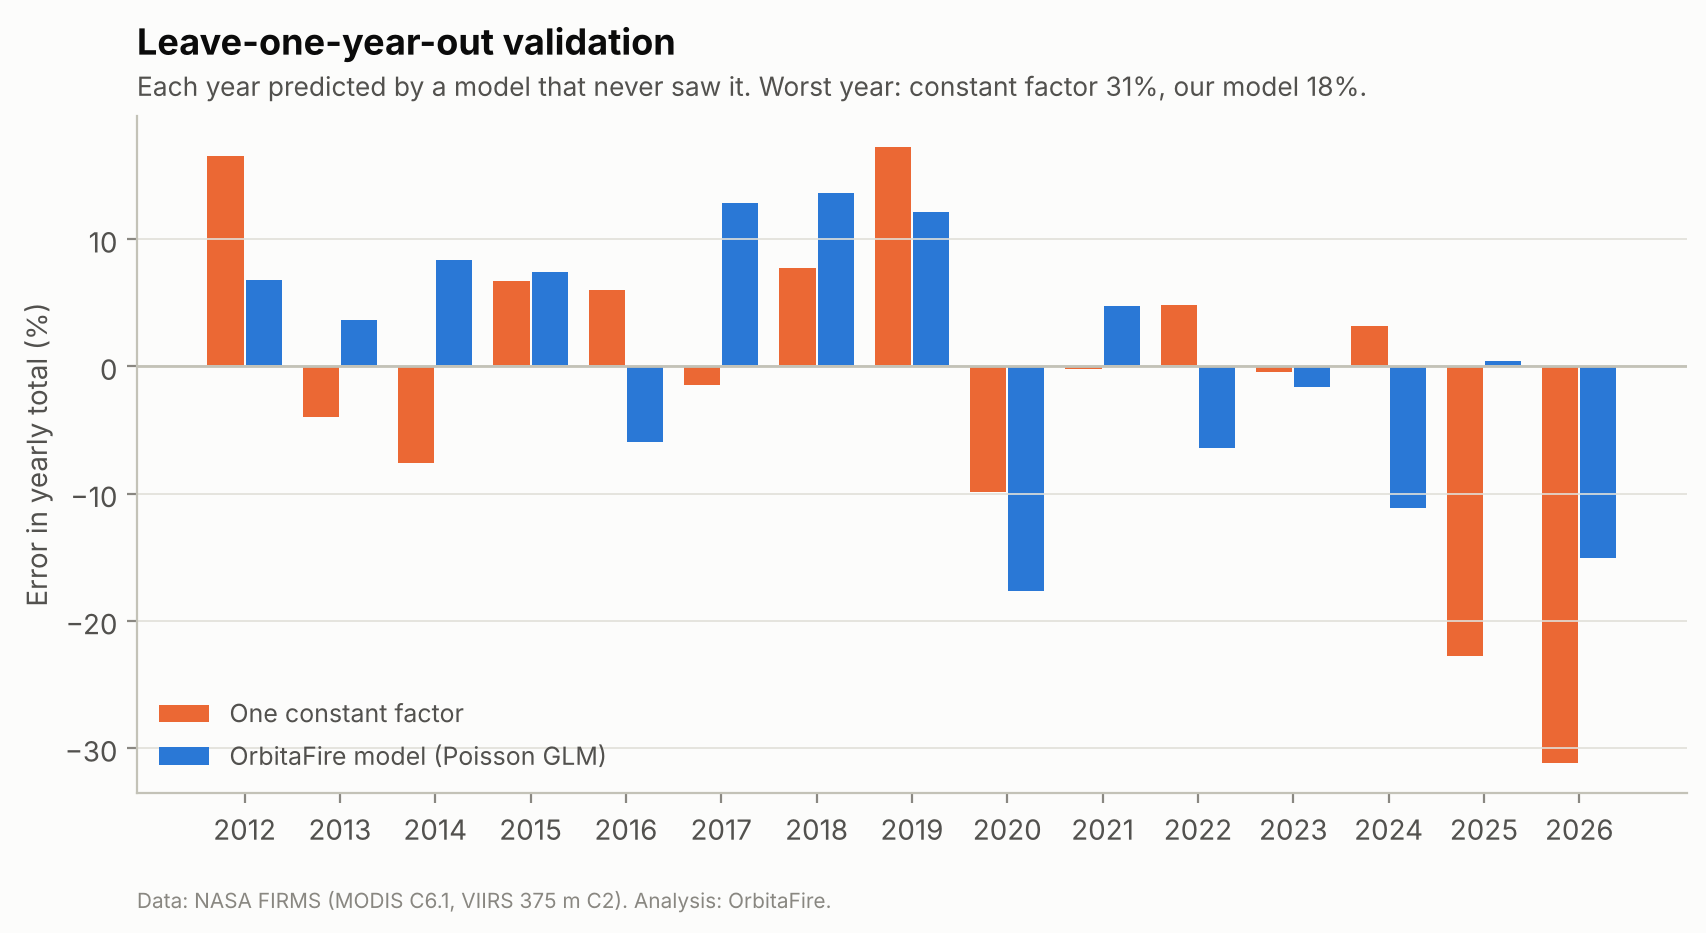 Leave-one-year-out validation
Each year predicted by a model that never saw it. Worst year: constant factor 31%, our model 18%.
Error in yearly total (%)
10
0
−10
−20
−30
One constant factor
OrbitaFire model (Poisson GLM)
2012 2013 2014 2015 2016 2017 2018 2019 2020 2021 2022 2023 2024 2025 2026
Data: NASA FIRMS (MODIS C6.1, VIIRS 375 m C2). Analysis: OrbitaFire.